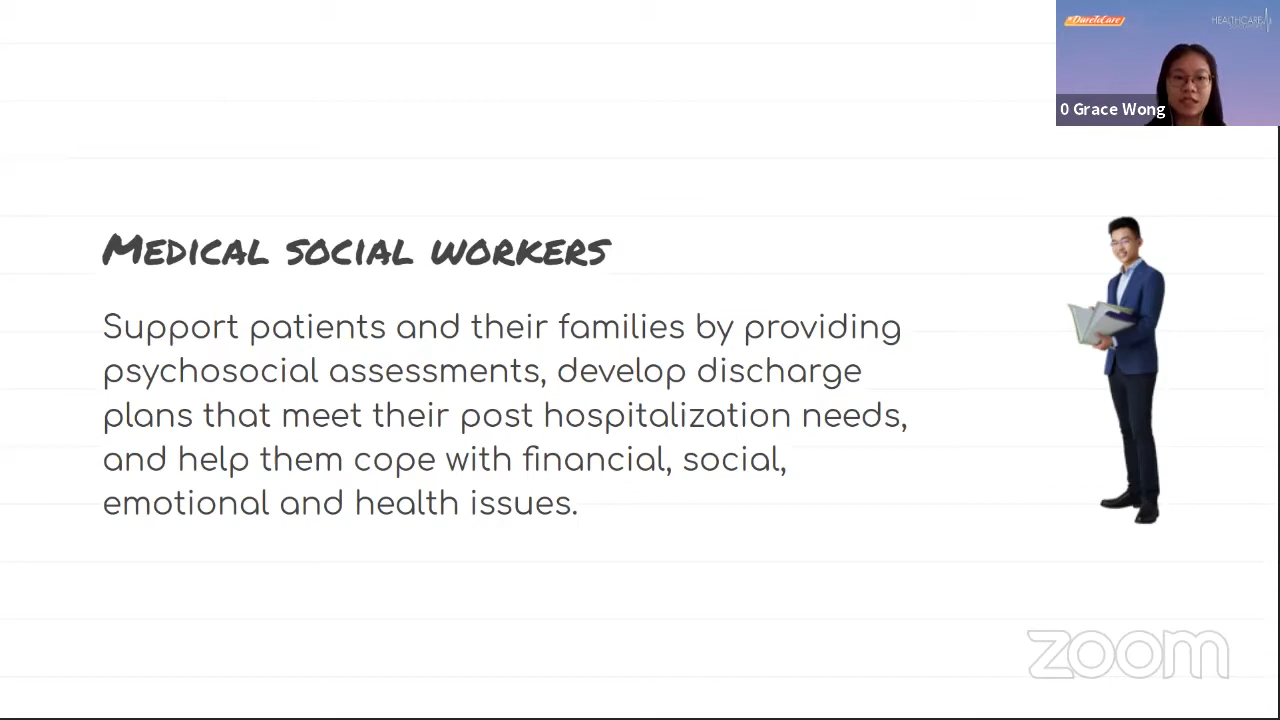 #DareToCare
HEALTHCARE
0 Grace Wong
MEDICAL SOCIAL WORKERS
Support patients and their families by providing
psychosocial assessments, develop discharge
plans that meet their post hospitalization needs,
and help them cope with financial, social,
emotional and health issues.
zoom